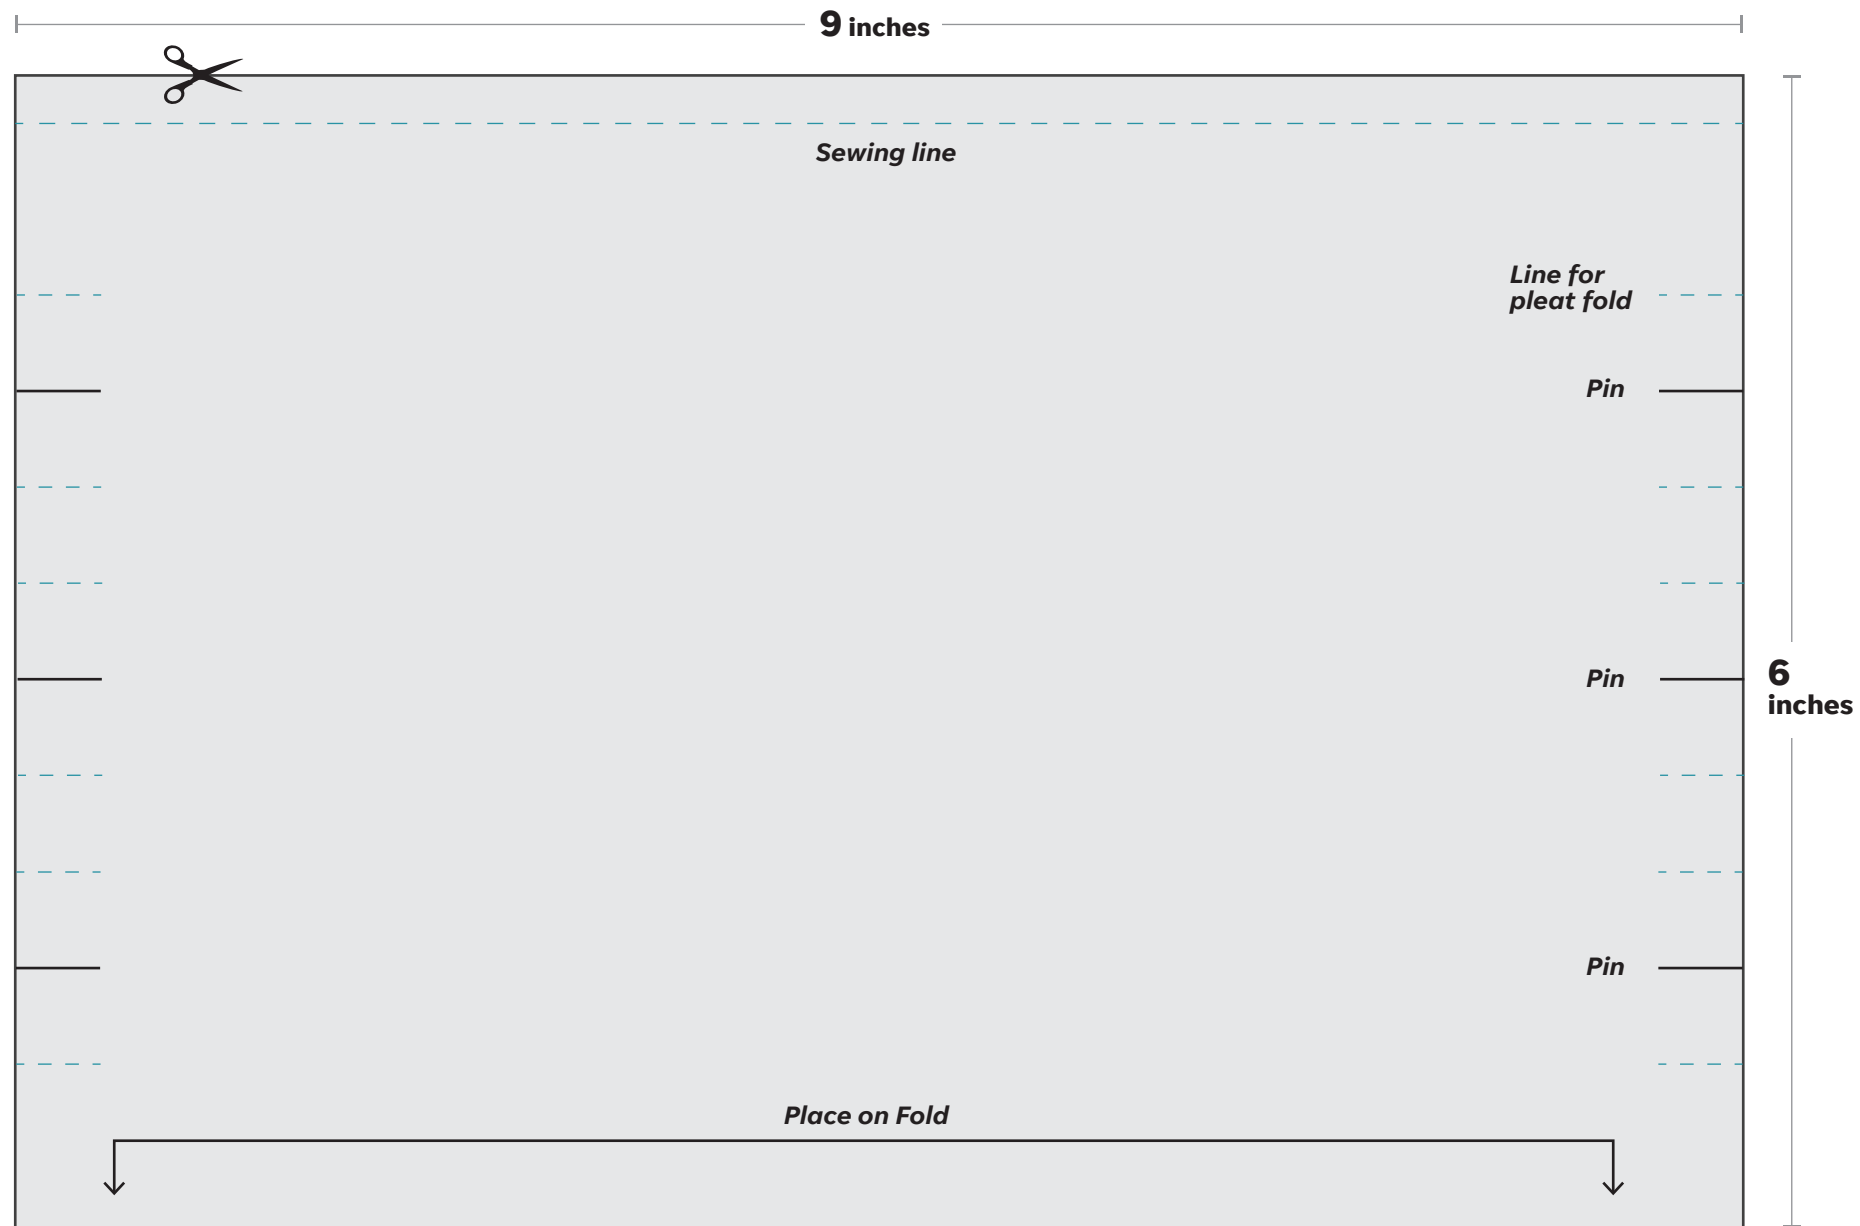 9 inches
Sewing line
Line for
pleat fold
Pin
Pin
6
inches
Pin
Place on Fold